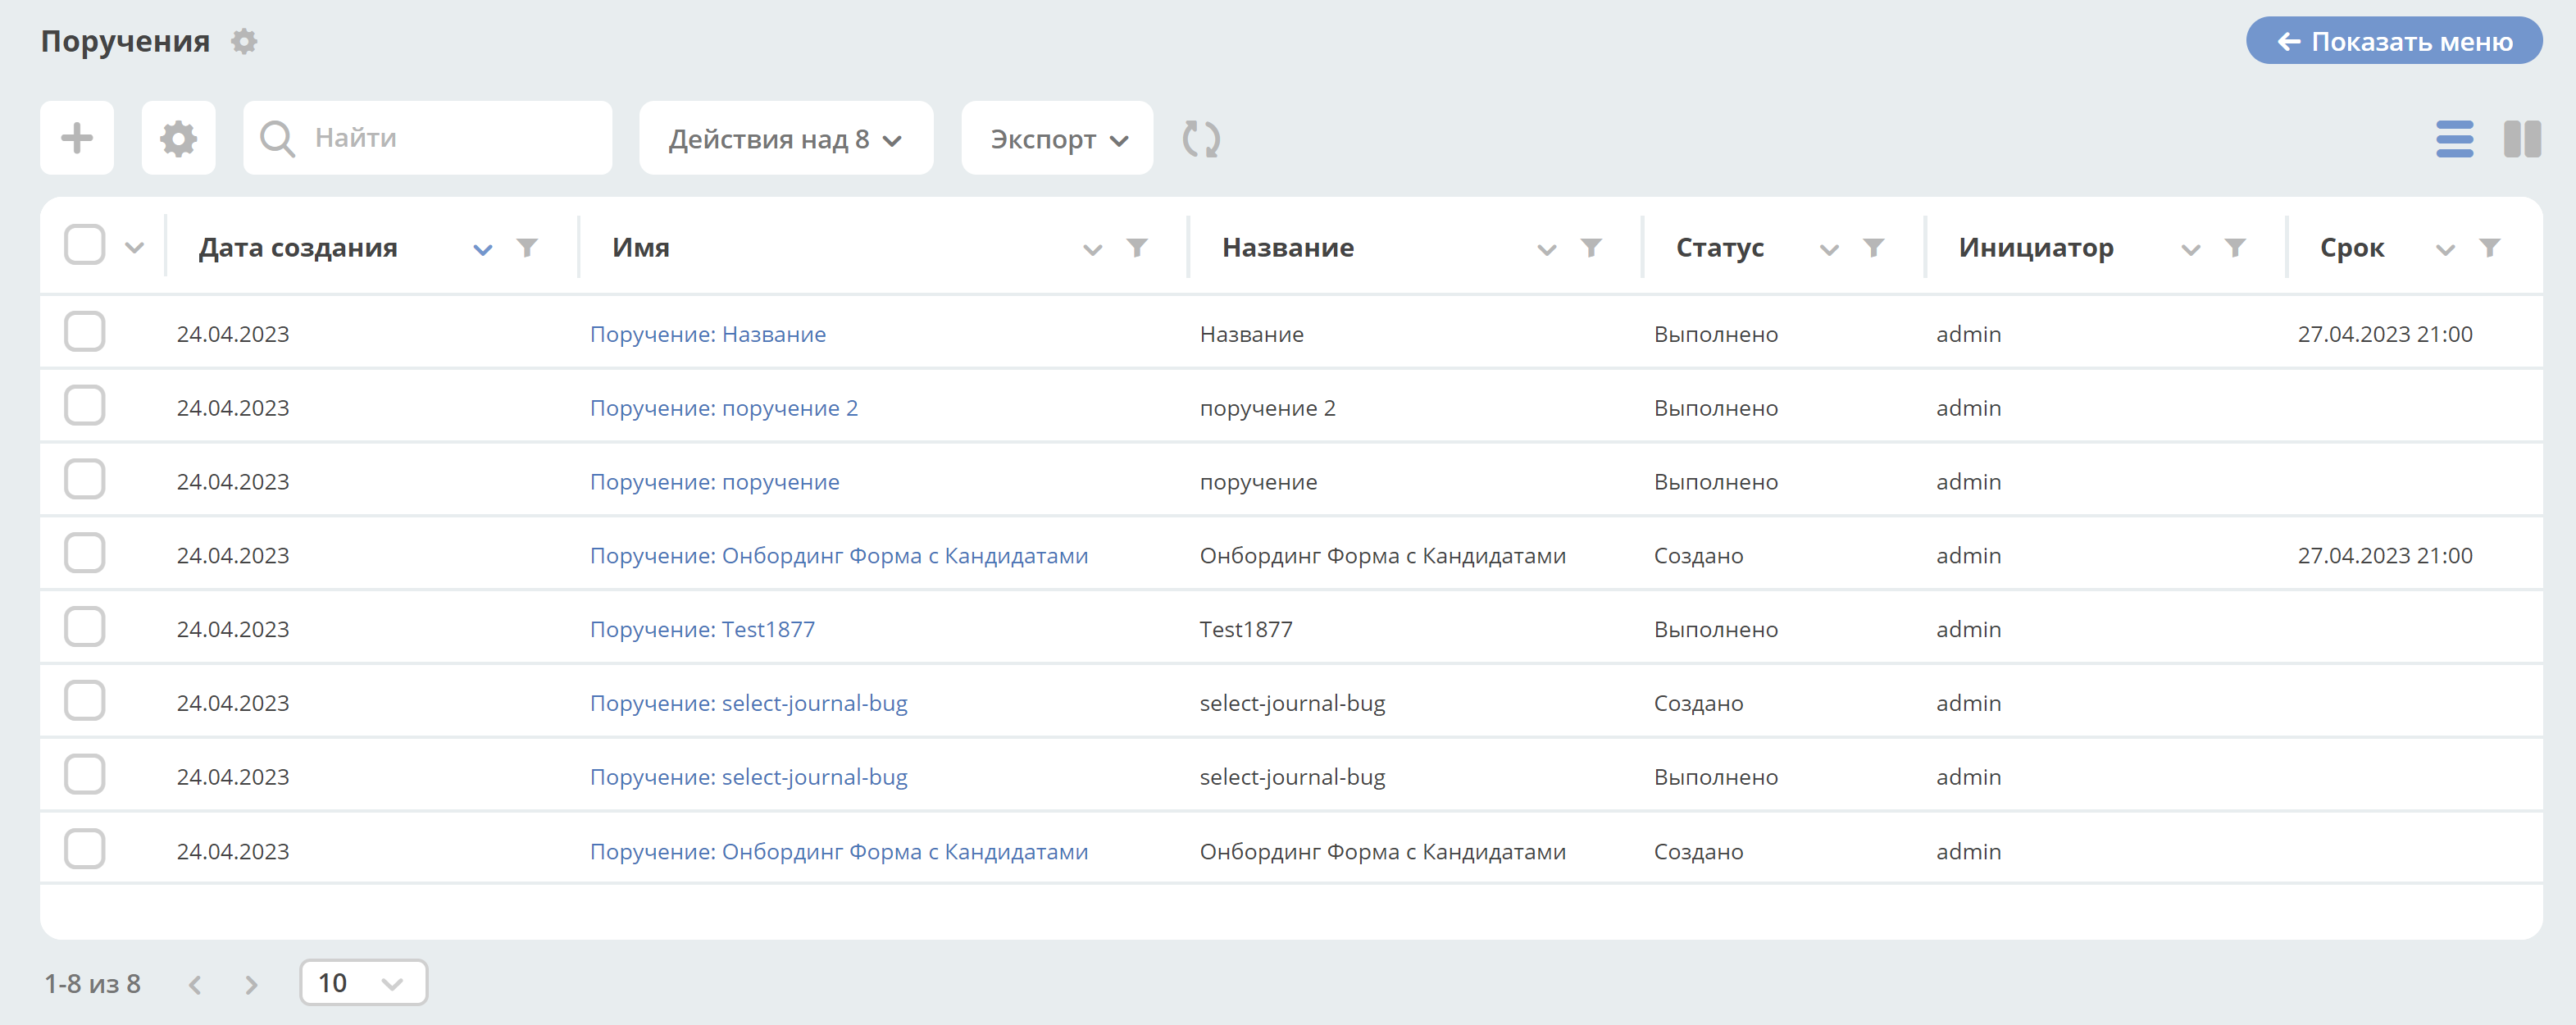 Поручения
Показать меню
Найти
Действия над 8
Экспорт
Дата создания Имя Название Статус Инициатор Срок
24.04.2023 Поручение: Название Название Выполнено admin 27.04.2023 21:00
24.04.2023 Поручение: поручение 2 поручение 2 Выполнено admin
24.04.2023 Поручение: поручение поручение Выполнено admin
24.04.2023 Поручение: Онбординг Форма с Кандидатами Онбординг Форма с Кандидатами Создано admin 27.04.2023 21:00
24.04.2023 Поручение: Test1877 Test1877 Выполнено admin
24.04.2023 Поручение: select-journal-bug select-journal-bug Создано admin
24.04.2023 Поручение: select-journal-bug select-journal-bug Выполнено admin
24.04.2023 Поручение: Онбординг Форма с Кандидатами Онбординг Форма с Кандидатами Создано admin
1-8 из 8
10